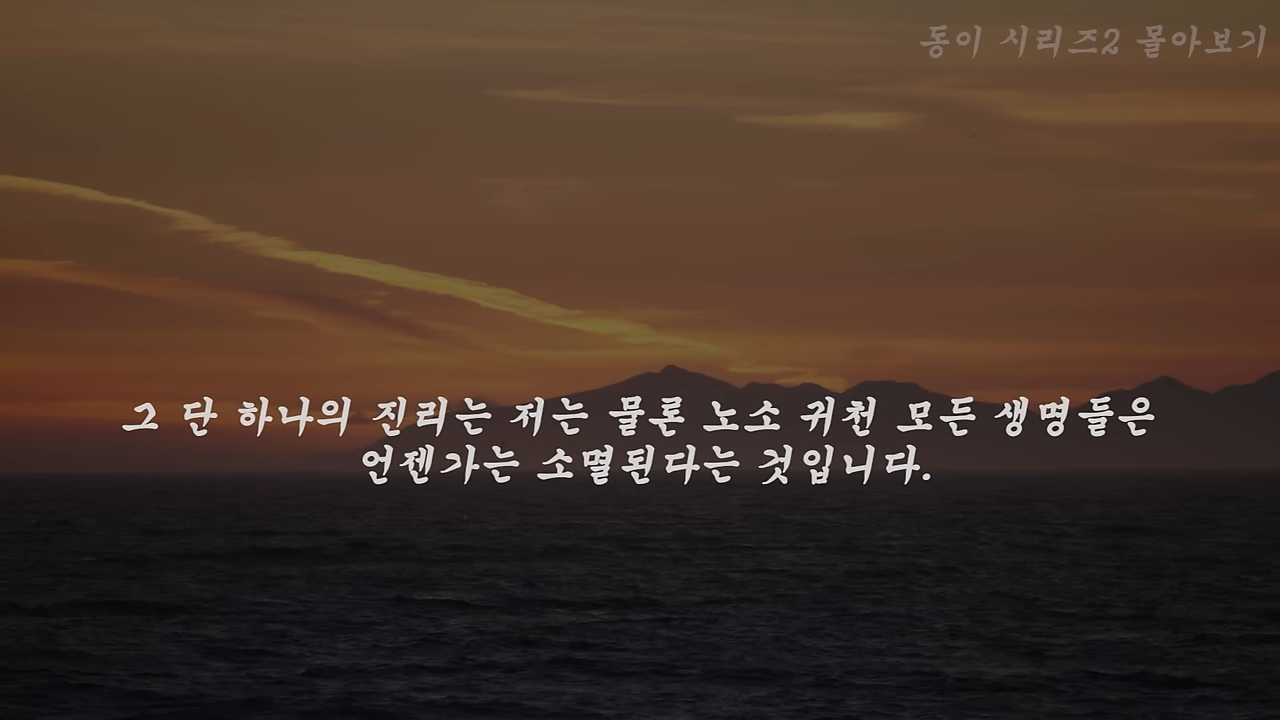 동이 시리즈2 몰아보기
그 단 하나의 진리는 저는 물론 노소 귀천 모든 생명들은
언젠가는 소멸된다는 것입니다.